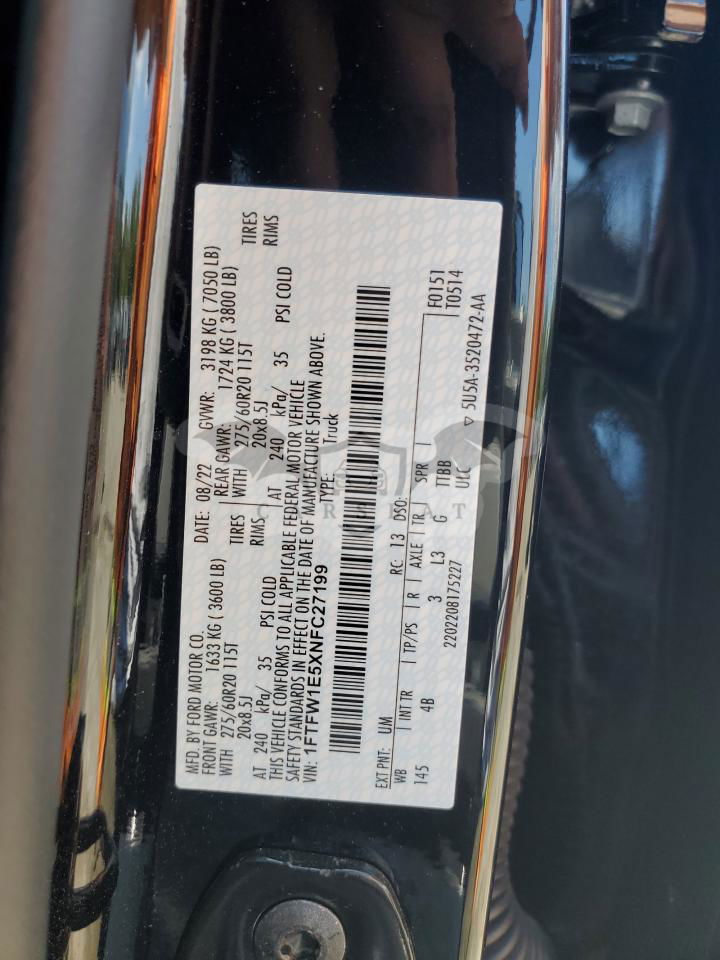 MFD. BY FORD MOTOR CO. DATE: 08/22 GVWR: 3198 KG ( 7050 LB)
FRONT GAWR: 1633 KG ( 3600 LB) REAR GAWR: 1724 KG ( 3800 LB)
WITH 275/60R20 115T TIRES WITH 275/60R20 115T TIRES
20x8.5J RIMS 20x8.5J RIMS
AT 240 kPa/ 35 PSI COLD AT 240 kPa/ 35 PSI COLD
THIS VEHICLE CONFORMS TO ALL APPLICABLE FEDERAL MOTOR VEHICLE
SAFETY STANDARDS IN EFFECT ON THE DATE OF MANUFACTURE SHOWN ABOVE.
VIN: 1FTFW1E5XNFC27199 TYPE: Truck
EXT PNT: UM RC: 13 DSO: F0151
WB INT TR TP/PS R AXLE TR SPR T0514
145 4B 3 L3 G TTBB
2202208175227 UILC ▽ 5U5A-3520472-AA
CARSFAT